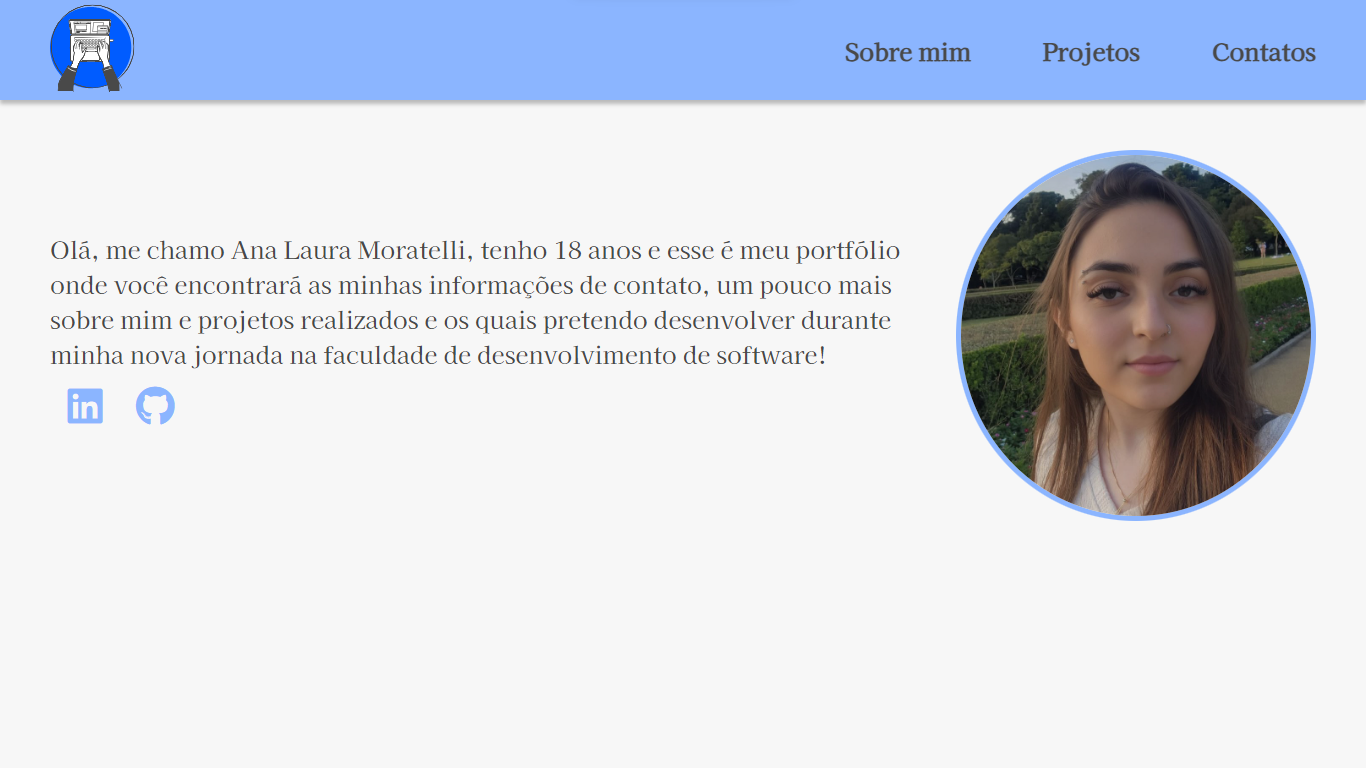 Sobre mim
Projetos
Contatos
Olá, me chamo Ana Laura Moratelli, tenho 18 anos e esse é meu portfólio
onde você encontrará as minhas informações de contato, um pouco mais
sobre mim e projetos realizados e os quais pretendo desenvolver durante
minha nova jornada na faculdade de desenvolvimento de software!
in